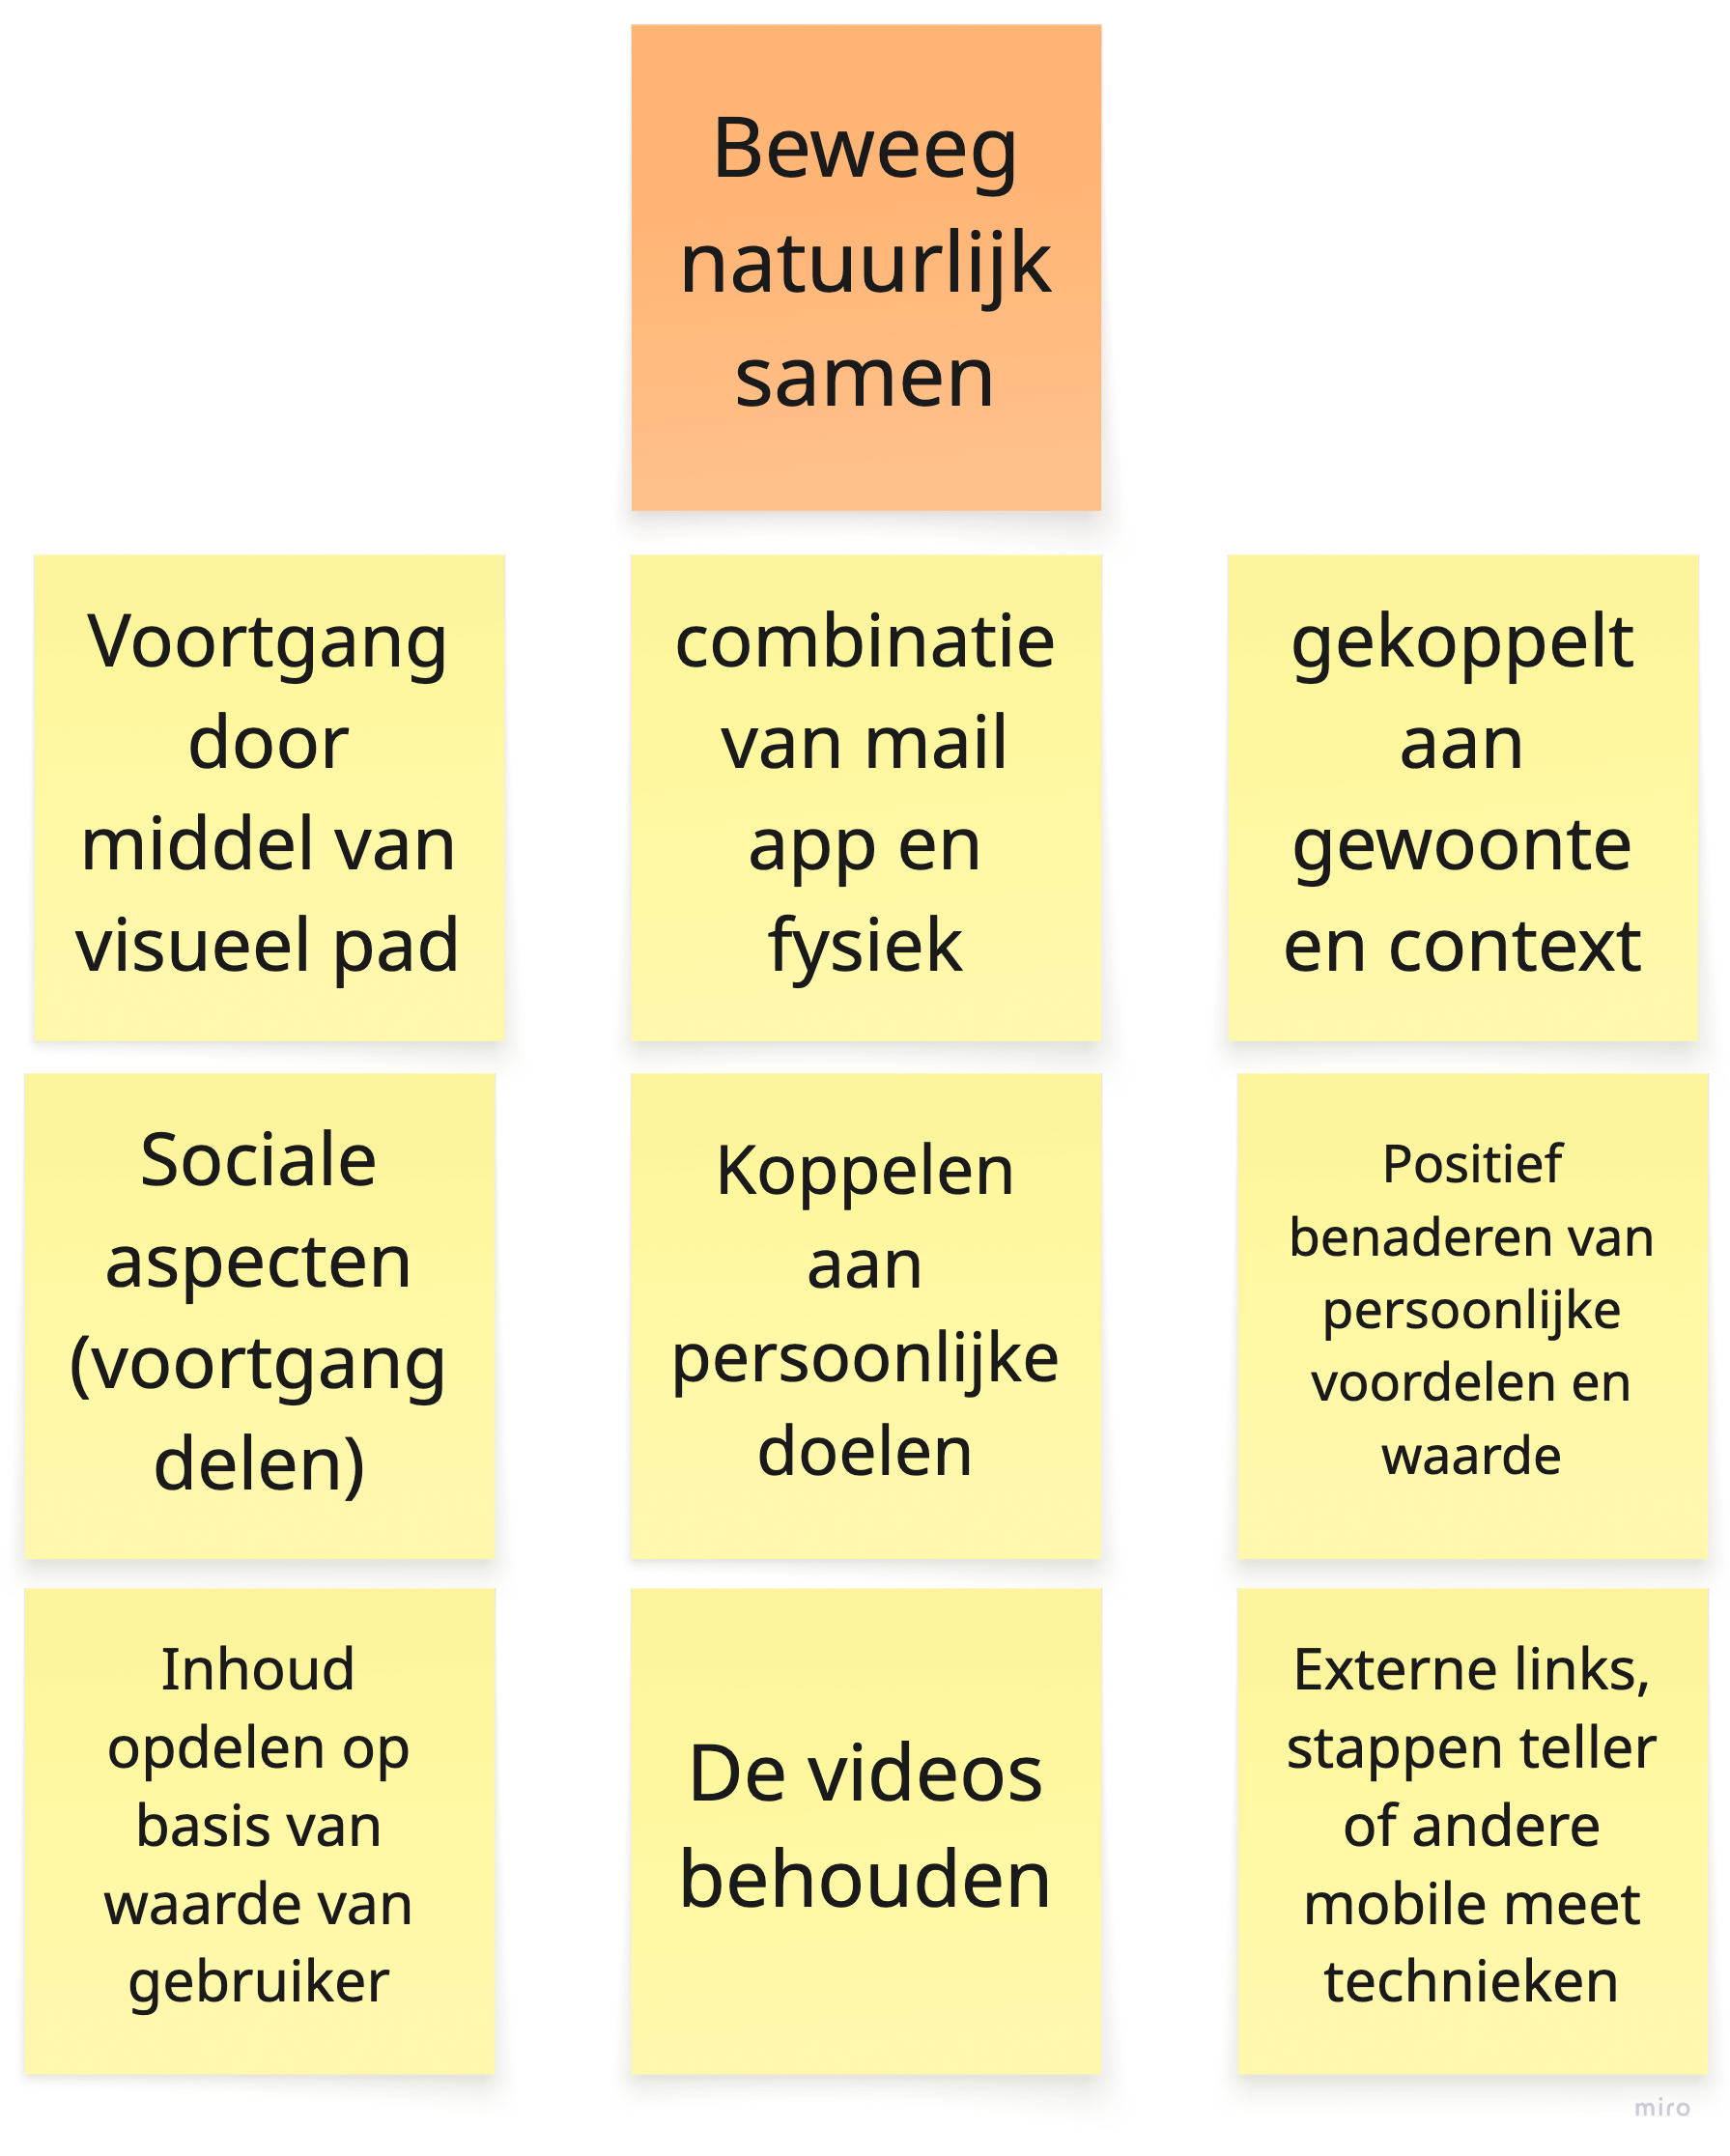 Beweeg
natuurlijk
samen
Voortgang
door
middel van
visueel pad
combinatie
van mail
app en
fysiek
gekoppelt
aan
gewoonte
en context
Sociale
aspecten
(voortgang
delen)
Koppelen
aan
persoonlijke
doelen
Positief
benaderen van
persoonlijke
voordelen en
waarde
Inhoud
opdelen op
basis van
waarde van
gebruiker
De videos
behouden
Externe links,
stappen teller
of andere
mobile meet
technieken
miro